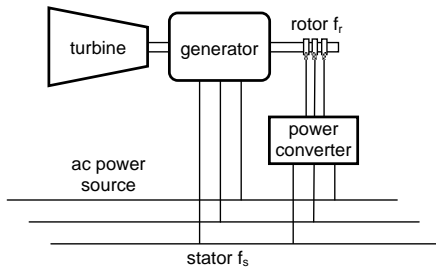 rotor fr
turbine
generator
power
converter
ac power
source
stator fs